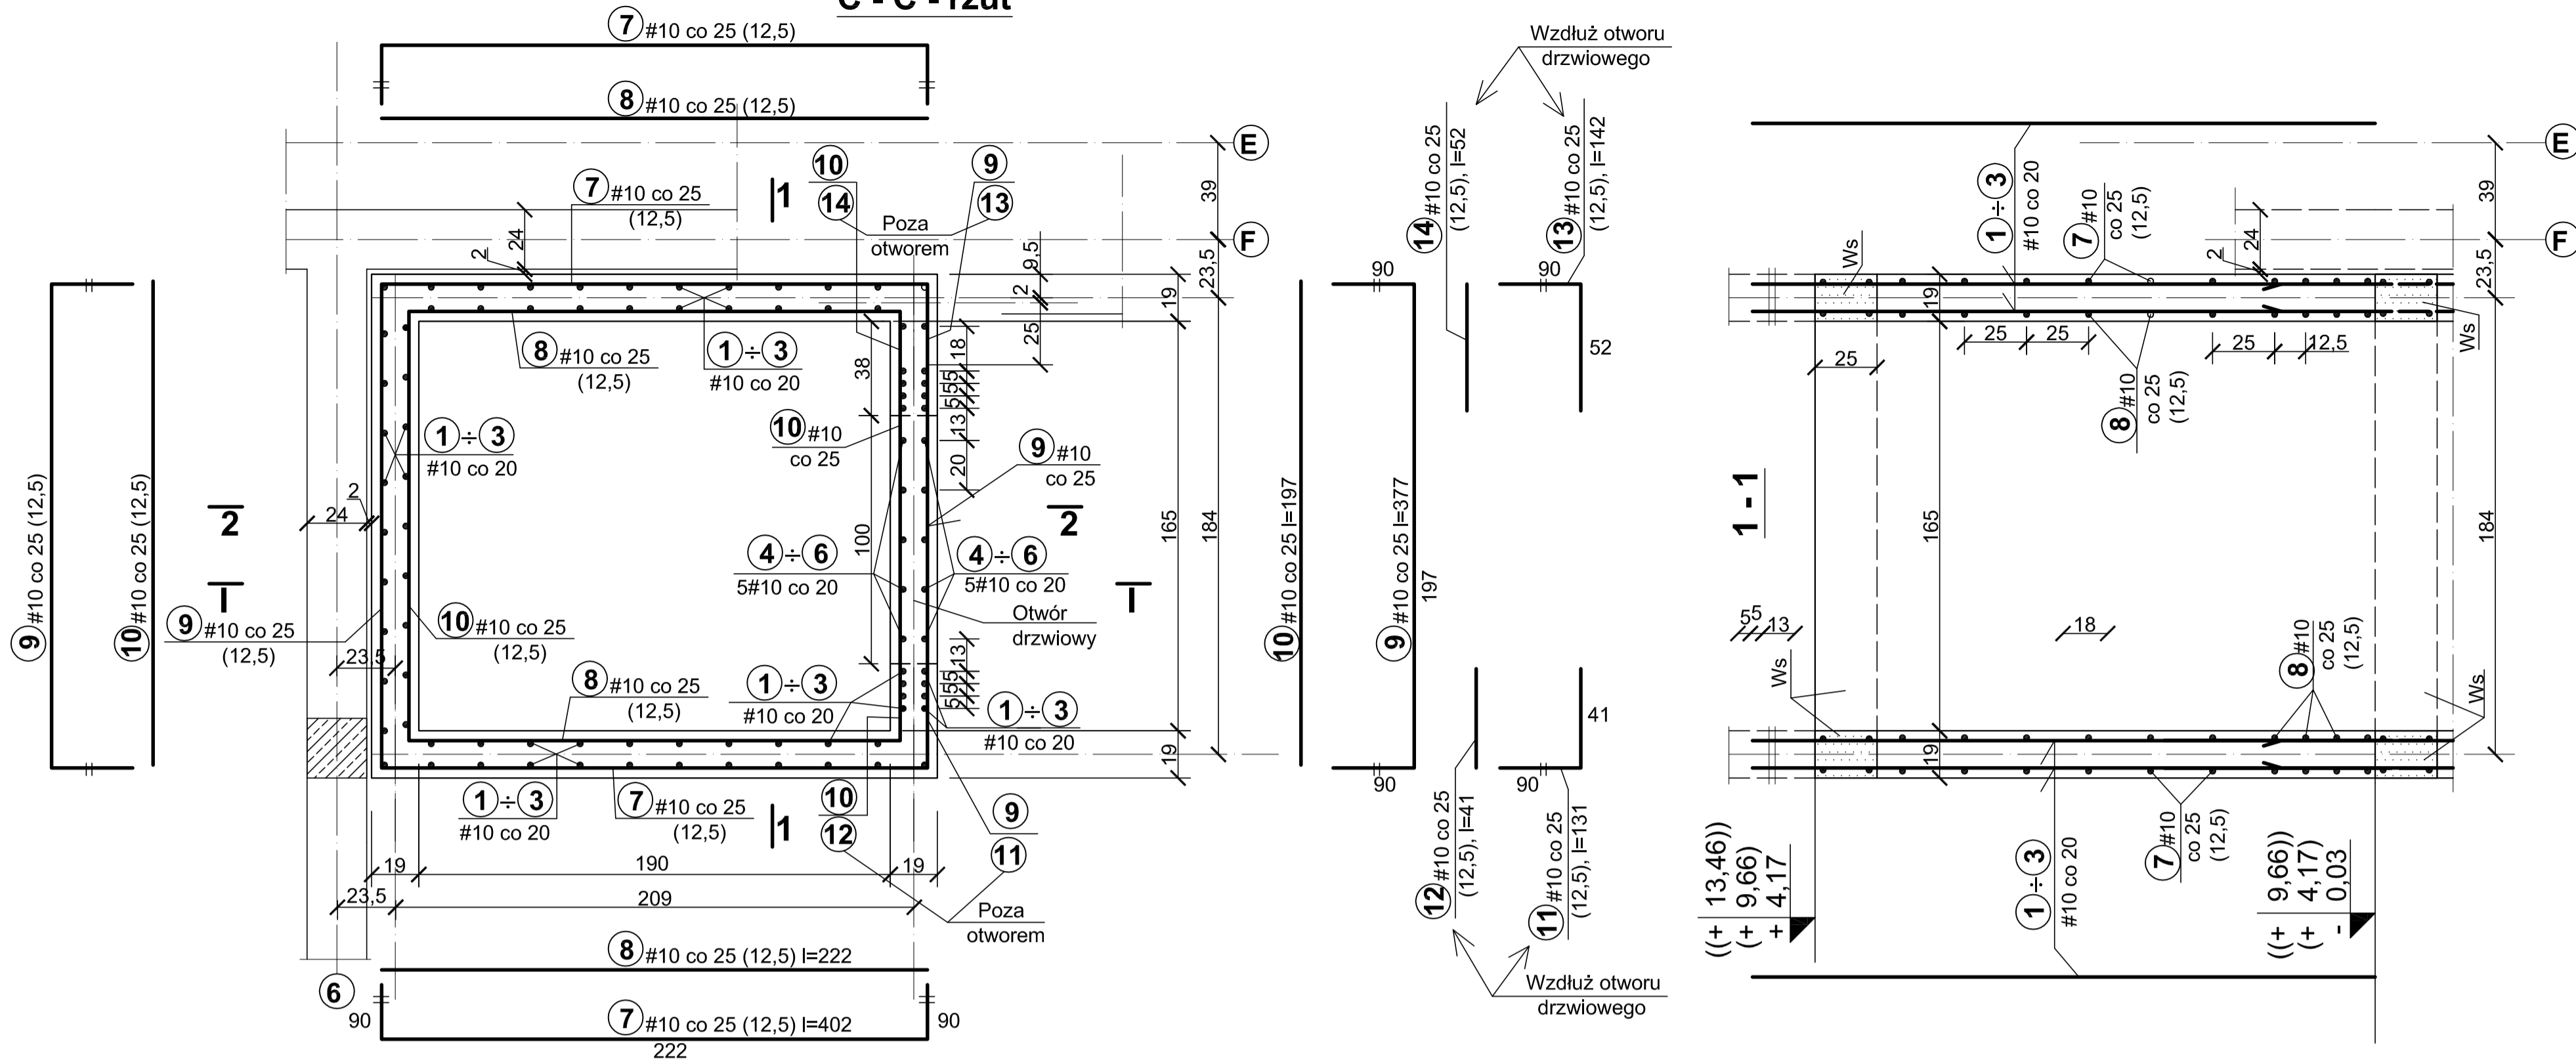 C - C - rzut
7 #10 co 25 (12,5)
8 #10 co 25 (12,5)
E
39
F
23,5
7 #10 co 25
(12,5)
1
10
14
9
13
Poza
otworem
24
2
9,5
2
25
19
8 #10 co 25
(12,5)
1 ÷ 3
#10 co 20
38
18
5
5
5
13
20
1 ÷ 3
#10 co 20
10 #10
co 25
9 #10
co 25
9 #10 co 25 (12,5)
10 #10 co 25 (12,5)
2
24
2
2
I
I
100
165
184
4 ÷ 6
5#10 co 20
4 ÷ 6
5#10 co 20
Otwór
drzwiowy
9 #10 co 25
(12,5)
10 #10 co 25
(12,5)
23,5
8 #10 co 25
(12,5)
1 ÷ 3
#10 co 20
13
5
5
5
1 ÷ 3
#10 co 20
19
1 ÷ 3
#10 co 20
7 #10 co 25
(12,5)
1
10
12
9
11
19
190
19
23,5
209
Poza
otworem
8 #10 co 25 (12,5) l=222
6
90
7 #10 co 25 (12,5) l=402
90
222
Wzdłuż otworu
drzwiowego
14 #10 co 25
(12,5), l=52
13 #10 co 25
(12,5), l=142
90
90
52
10 #10 co 25 l=197
9 #10 co 25 l=377
197
41
90
90
12 #10 co 25
(12,5), l=41
11 #10 co 25
(12,5), l=131
Wzdłuż otworu
drzwiowego
1 - 1
1 ÷ 3
#10 co 20
7 #10
co 25
(12,5)
E
39
F
23,5
Ws
2
24
19
25
25
25
25
12,5
Ws
8 #10
co 25
(12,5)
165
184
5
5
13
18
Ws
8 #10
co 25
(12,5)
Ws
19
((+ 13,46))
(+ 9,66)
+ 4,17
1 ÷ 3
#10 co 20
7 #10
co 25
(12,5)
((+ 9,66))
(+ 4,17)
- 0,03